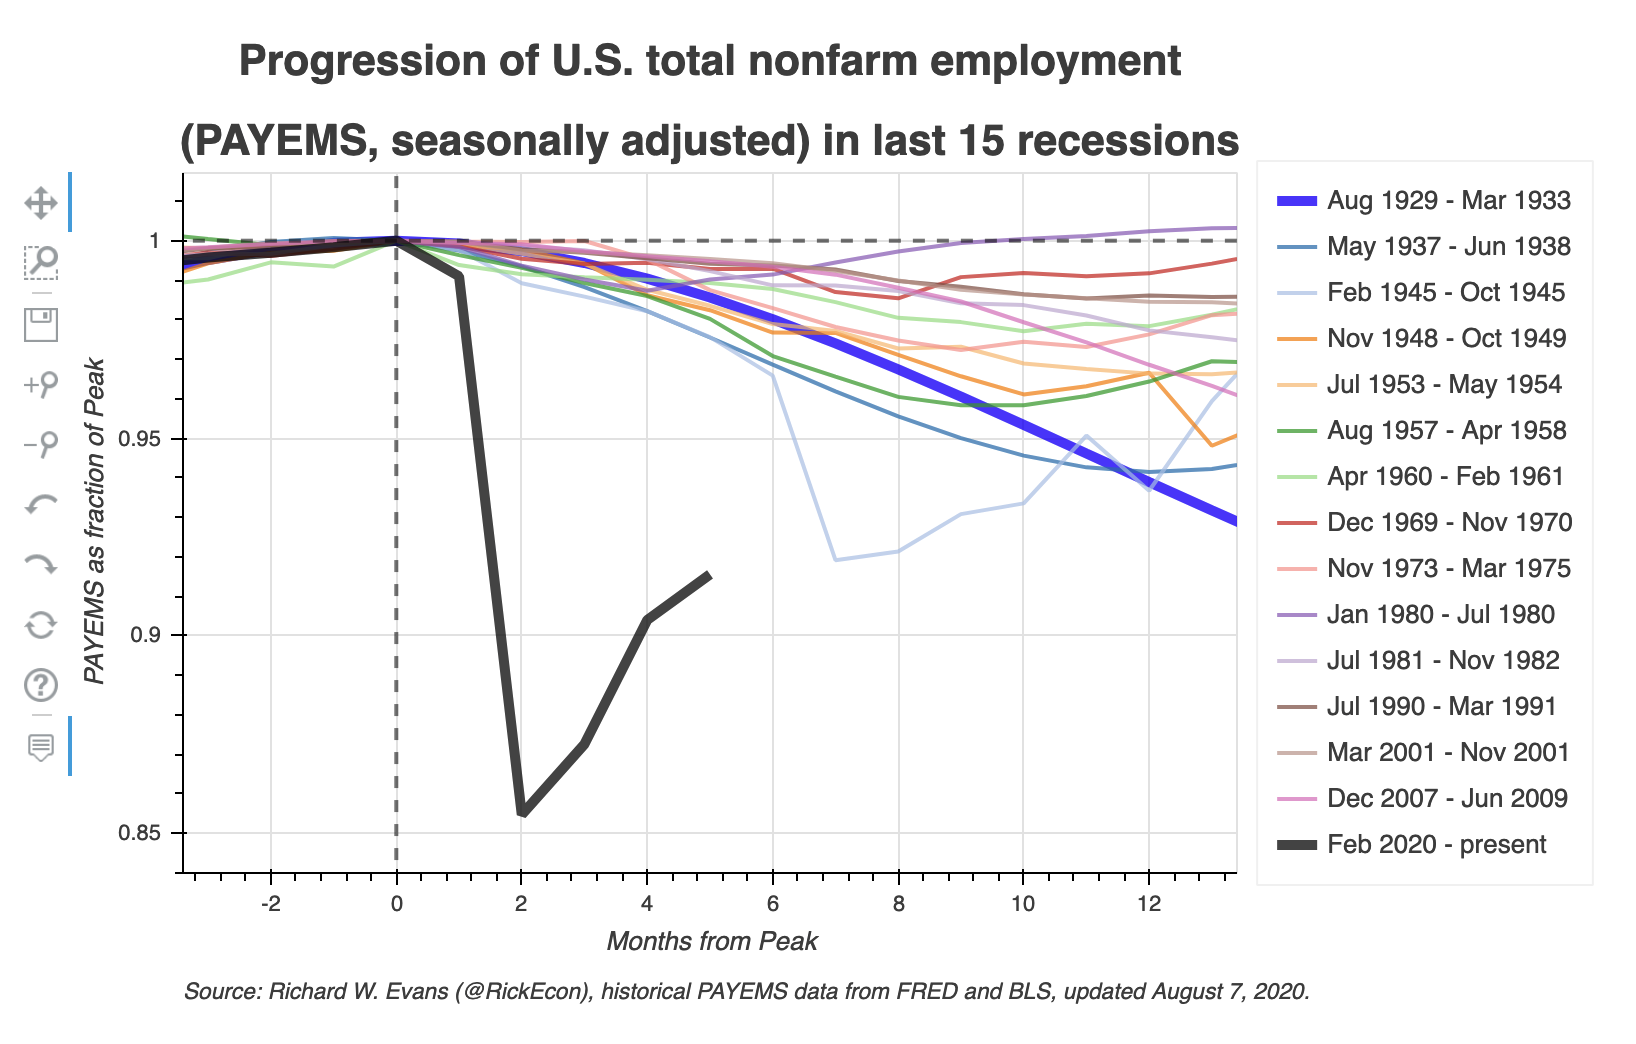 Progression of U.S. total nonfarm employment
(PAYEMS, seasonally adjusted) in last 15 recessions
PAYEMS as fraction of Peak
1
0.95
0.9
0.85
-2
0
2
4
6
8
10
12
Months from Peak
Aug 1929 - Mar 1933
May 1937 - Jun 1938
Feb 1945 - Oct 1945
Nov 1948 - Oct 1949
Jul 1953 - May 1954
Aug 1957 - Apr 1958
Apr 1960 - Feb 1961
Dec 1969 - Nov 1970
Nov 1973 - Mar 1975
Jan 1980 - Jul 1980
Jul 1981 - Nov 1982
Jul 1990 - Mar 1991
Mar 2001 - Nov 2001
Dec 2007 - Jun 2009
Feb 2020 - present
Source: Richard W. Evans (@RickEcon), historical PAYEMS data from FRED and BLS, updated August 7, 2020.